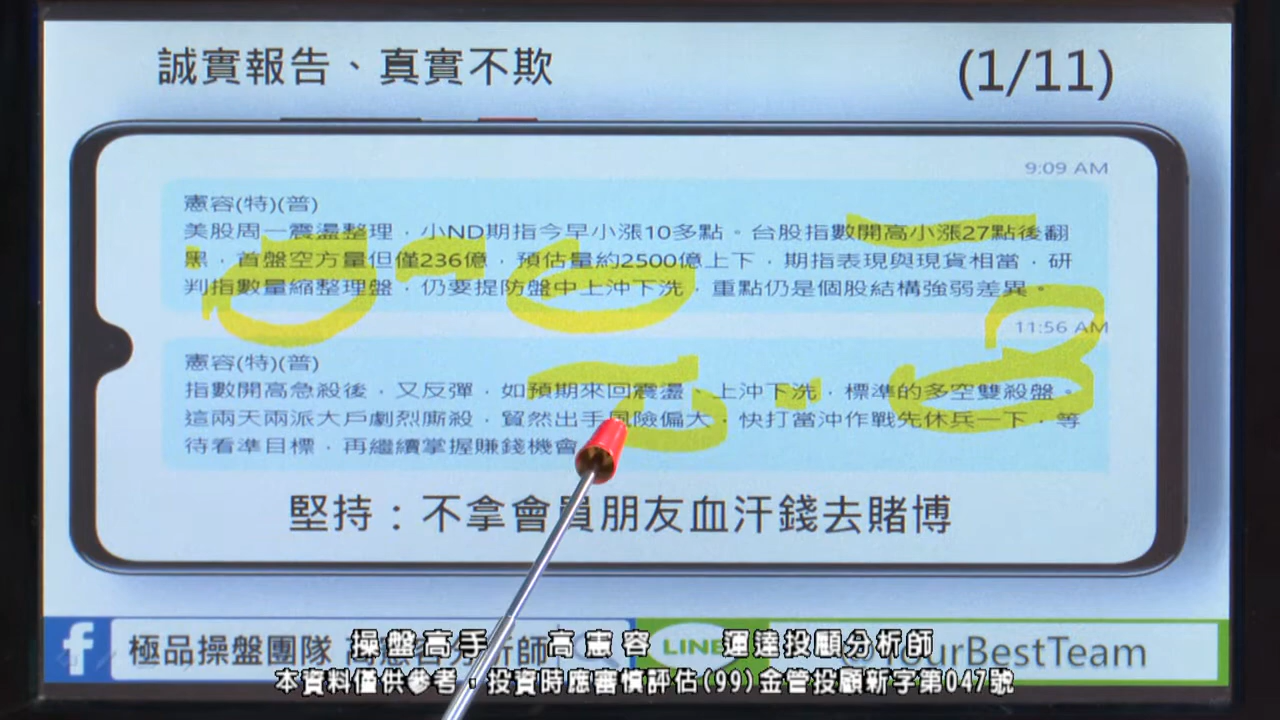 誠實報告、真實不欺
(1/11)
9:09 AM
憲容(特)(普)
美股周一震盪整理，小ND期指今早小漲10多點。台股指數開高小漲27點後翻
黑，首盤空方量但僅236億，預估量約2500億上下，期指表現與現貨相當，研
判指數量縮整理盤，仍要提防盤中上沖下洗，重點仍是個股結構強弱差異。
11:56 AM
憲容(特)(普)
指數開高急殺後，又反彈，如預期來回震盪、上沖下洗，標準的多空雙殺盤。
這兩天兩派大戶劇烈廝殺，貿然出手風險偏大，快打當沖作戰先休兵一下，等
待看準目標，再繼續掌握賺錢機會
堅持：不拿會員朋友血汗錢去賭博
f 極品操盤團隊
LINE
YourBestTeam
操盤高手 高憲容 運達投顧分析師
本資料僅供參考，投資時應審慎評估(99)金管投顧新字第047號